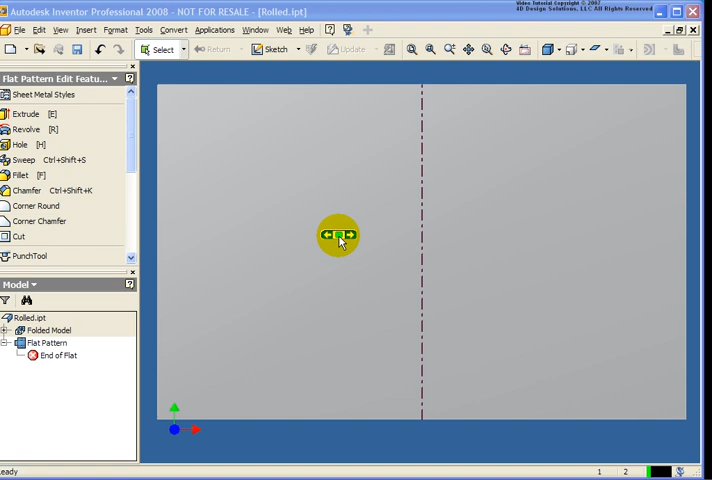 Video Tutorial Copyright © 2007
4D Design Solutions, LLC All Rights Reserved
Autodesk Inventor Professional 2008 - NOT FOR RESALE - [Rolled.ipt]
File Edit View Insert Format Tools Convert Applications Window Web Help
Select Return Sketch Update
Flat Pattern Edit Featu...
Sheet Metal Styles
Extrude [E]
Revolve [R]
Hole [H]
Sweep Ctrl+Shift+S
Fillet [F]
Chamfer Ctrl+Shift+K
Corner Round
Corner Chamfer
Cut
PunchTool
Model
Rolled.ipt
Folded Model
Flat Pattern
End of Flat
eady 1 2